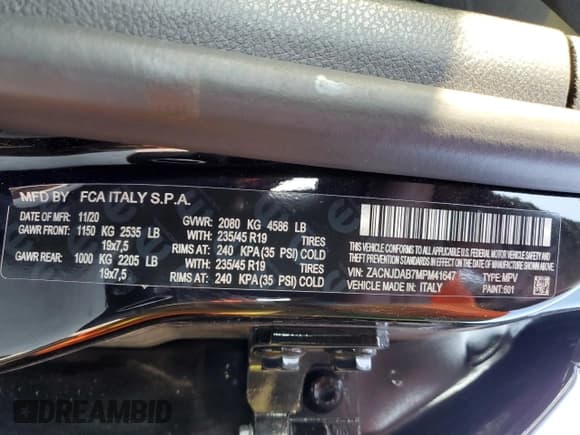 MFD BY FCA ITALY S.P.A.
DATE OF MFR: 11/20 GVWR: 2080 KG 4586 LB
GAWR FRONT: 1150 KG 2535 LB WITH 235/45 R19 TIRES
19x7,5 RIMS AT: 240 KPA (35 PSI) COLD
GAWR REAR: 1000 KG 2205 LB WITH 235/45 R19 TIRES
19x7,5 RIMS AT: 240 KPA (35 PSI) COLD
THIS VEHICLE CONFORMS TO ALL APPLICABLE U.S. FEDERAL MOTOR
VEHICLE SAFETY, BUMPER, AND THEFT PREVENTION STANDARDS
IN EFFECT ON THE DATE OF MANUFACTURE SHOWN ABOVE.
VIN: ZACNJDAB7MPM41647 TYPE: MPV
VEHICLE MADE IN: ITALY PAINT: 601
DREAMBID